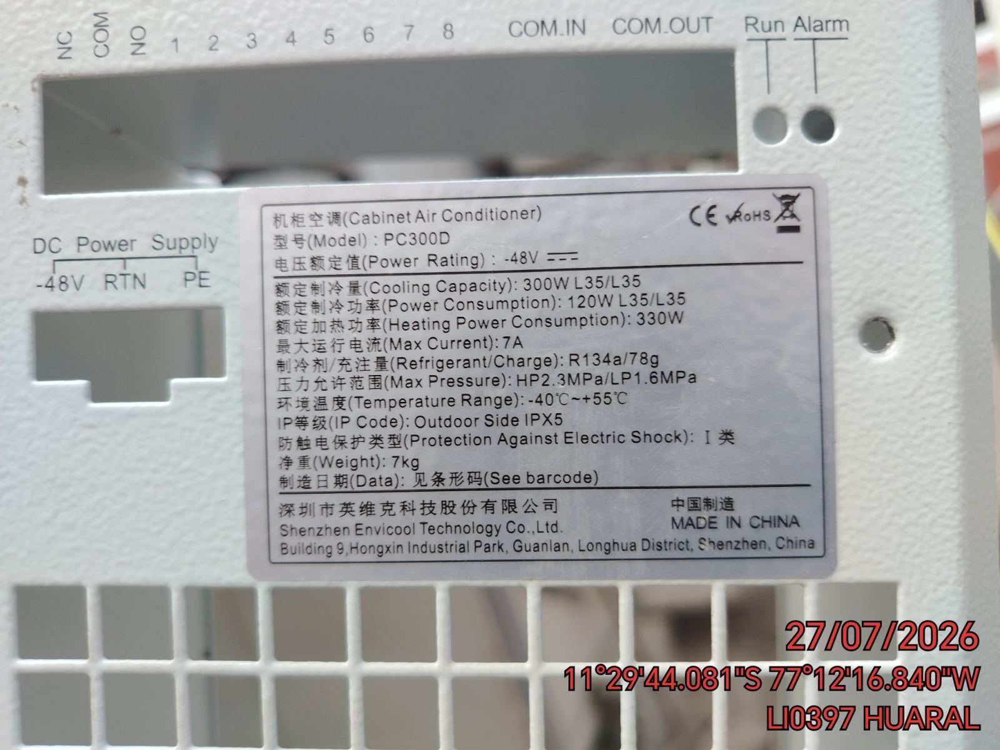 NC COM NO 1 2 3 4 5 6 7 8 COM.IN COM.OUT Run Alarm
DC Power Supply
-48V RTN PE
机柜空调(Cabinet Air Conditioner)
CE RoHS
型号(Model) : PC300D
电压额定值(Power Rating) : -48V
额定制冷量(Cooling Capacity): 300W L35/L35
额定制冷功率(Power Consumption): 120W L35/L35
额定加热功率(Heating Power Consumption): 330W
最大运行电流(Max Current): 7A
制冷剂/充注量(Refrigerant/Charge): R134a/78g
压力允许范围(Max Pressure): HP2.3MPa/LP1.6MPa
环境温度(Temperature Range): -40℃~+55℃
IP等级(IP Code): Outdoor Side IPX5
防触电保护类型(Protection Against Electric Shock): I 类
净重(Weight): 7kg
制造日期(Data): 见条形码(See barcode)
深圳市英维克科技股份有限公司 中国制造
Shenzhen Envicool Technology Co.,Ltd. MADE IN CHINA
Building 9,Hongxin Industrial Park, Guanlan, Longhua District, Shenzhen, China
27/07/2026
11°29'44.081"S 77°12'16.840"W
LI0397 HUARAL